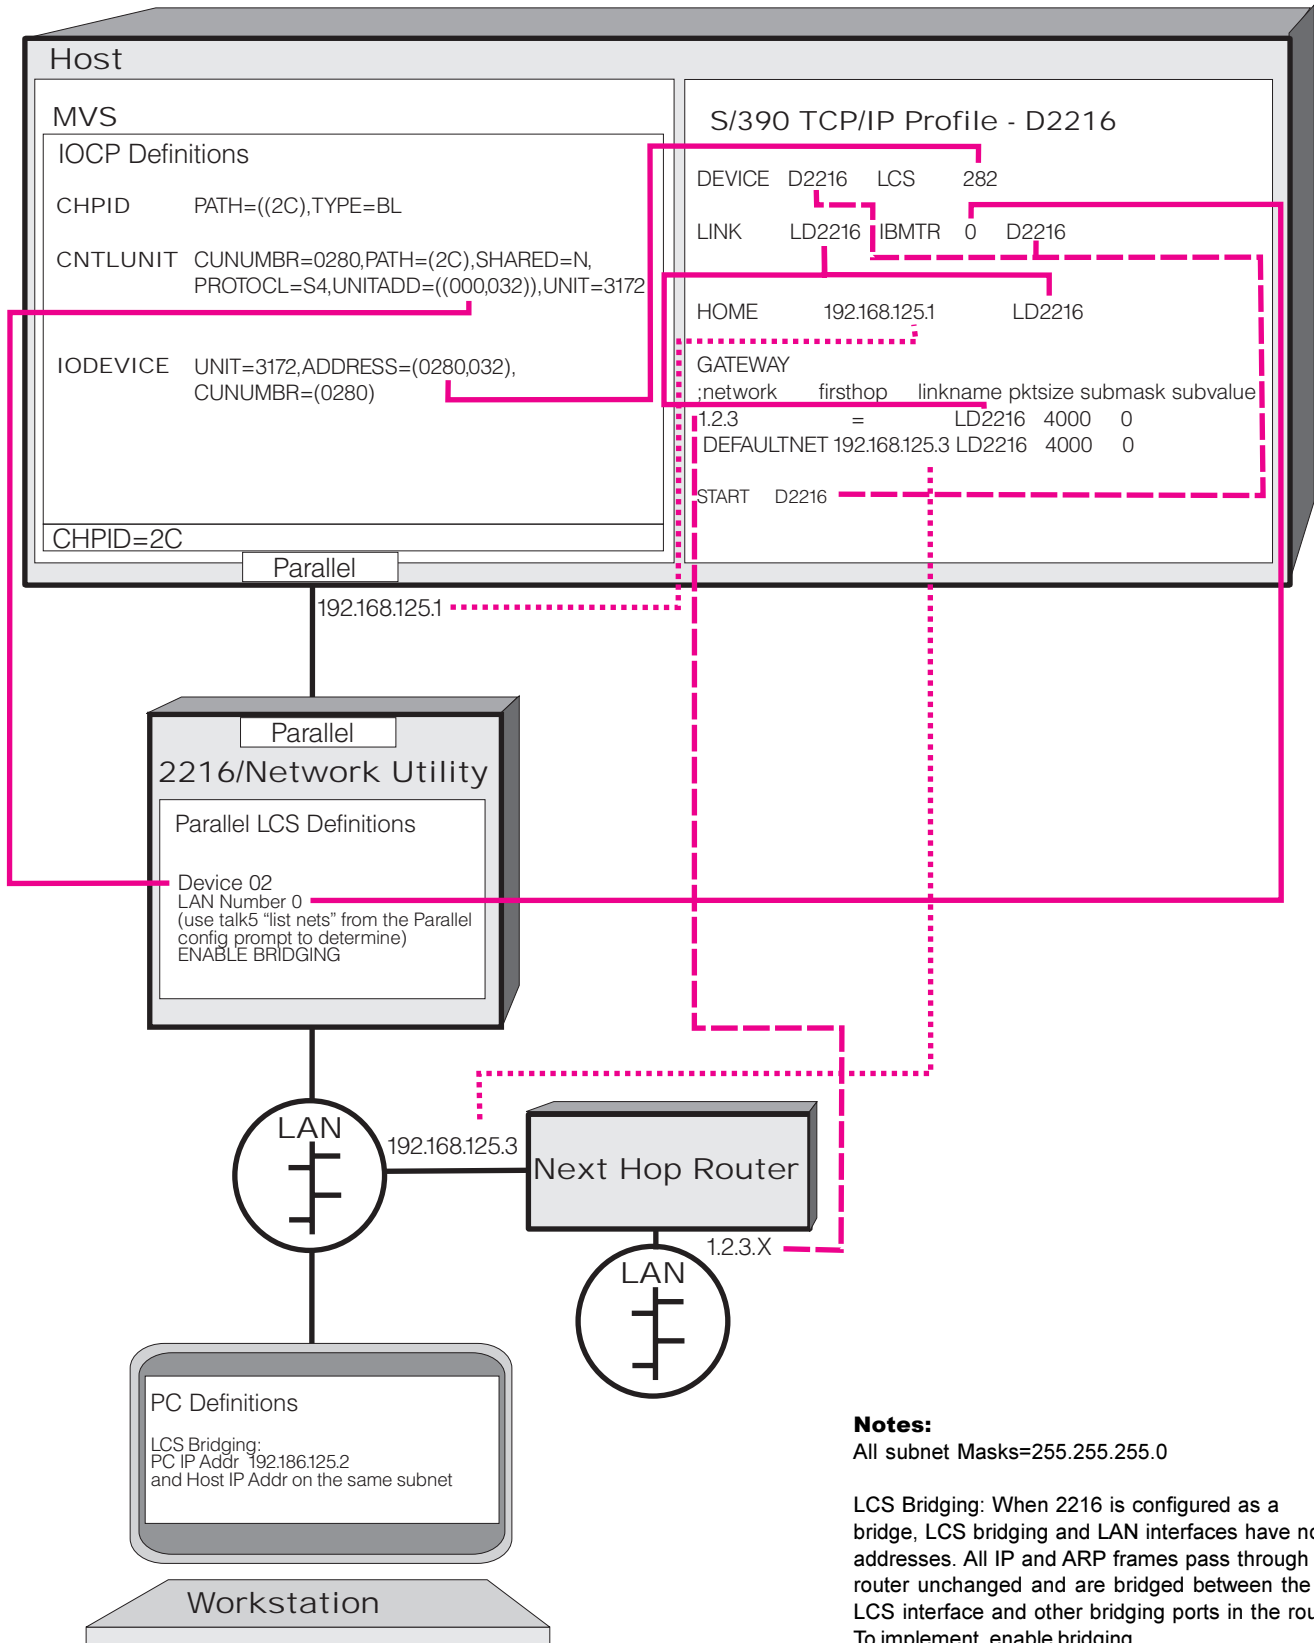 Host
MVS
IOCP Definitions
CHPID PATH=((2C),TYPE=BL
CNTLUNIT CUNUMBR=0280,PATH=(2C),SHARED=N,
PROTOCL=S4,UNITADD=((000,032)),UNIT=3172
IODEVICE UNIT=3172,ADDRESS=(0280,032),
CUNUMBR=(0280)
CHPID=2C
Parallel
S/390 TCP/IP Profile - D2216
DEVICE D2216 LCS 282
LINK LD2216 IBMTR 0 D2216
HOME 192.168.125.1 LD2216
GATEWAY
;network firsthop linkname pktsize submask subvalue
1.2.3 = LD2216 4000 0
DEFAULTNET 192.168.125.3 LD2216 4000 0
START D2216
192.168.125.1
Parallel
2216/Network Utility
Parallel LCS Definitions
Device 02
LAN Number 0
(use talk5 “list nets” from the Parallel
config prompt to determine)
ENABLE BRIDGING
LAN
192.168.125.3
Next Hop Router
1.2.3.X
LAN
PC Definitions
LCS Bridging:
PC IP Addr 192.186.125.2
and Host IP Addr on the same subnet
Workstation
Notes:
All subnet Masks=255.255.255.0
LCS Bridging: When 2216 is configured as a
bridge, LCS bridging and LAN interfaces have no
addresses. All IP and ARP frames pass through
router unchanged and are bridged between the
LCS interface and other bridging ports in the rou
To implement, enable bridging